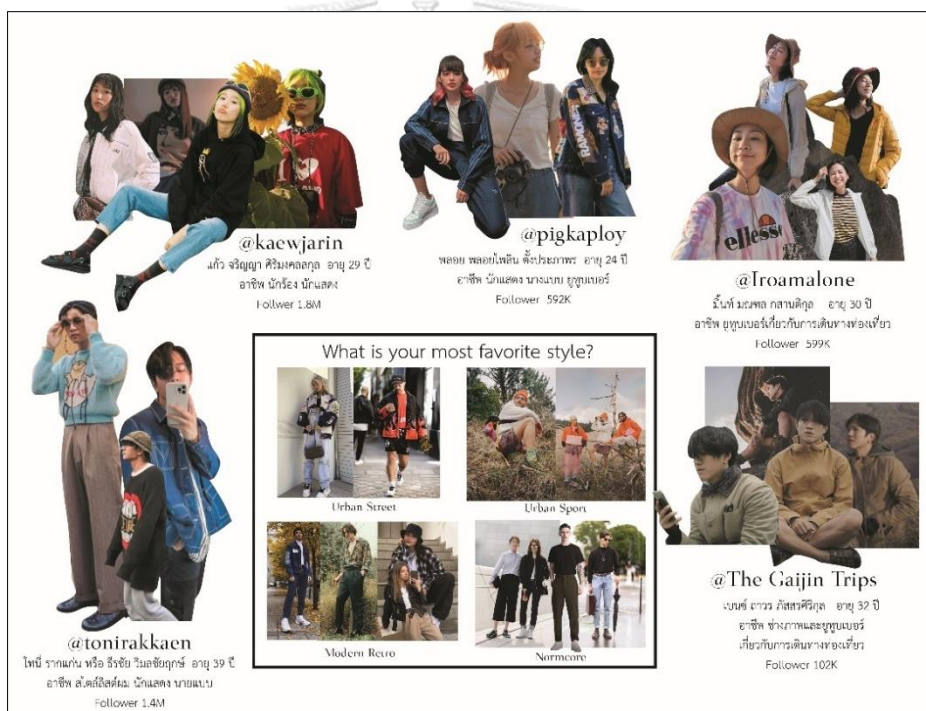 @kaewjarin
แก้ว จริญญา ศิริมงคลสกุล อายุ 29 ปี
อาชีพ นักร้อง นักแสดง
Follwer 1.8M
@pigkaploy
พลอย พลอยไพลิน ตั้งประภาพร อายุ 24 ปี
อาชีพ นักแสดง นางแบบ ยูทูบเบอร์
Follower 592K
RAMONES
ellesse
@Iroamalone
มิ้นท์ มณฑล กสานติกุล อายุ 30 ปี
อาชีพ ยูทูบเบอร์เกี่ยวกับการเดินทางท่องเที่ยว
Follower 599K
What is your most favorite style?
Urban Street
Urban Sport
Modern Retro
Normcore
@tonirakkaen
โทนี่ รากแก่น หรือ ธีรชัย วิมลชัยฤกษ์ อายุ 39 ปี
อาชีพ สไตล์ลิสต์ผม นักแสดง นายแบบ
Follower 1.4M
@The Gaijin Trips
เบนซ์ ถาวร ภัสสรศิริกุล อายุ 32 ปี
อาชีพ ช่างภาพและยูทูบเบอร์
เกี่ยวกับการเดินทางท่องเที่ยว
Follower 102K